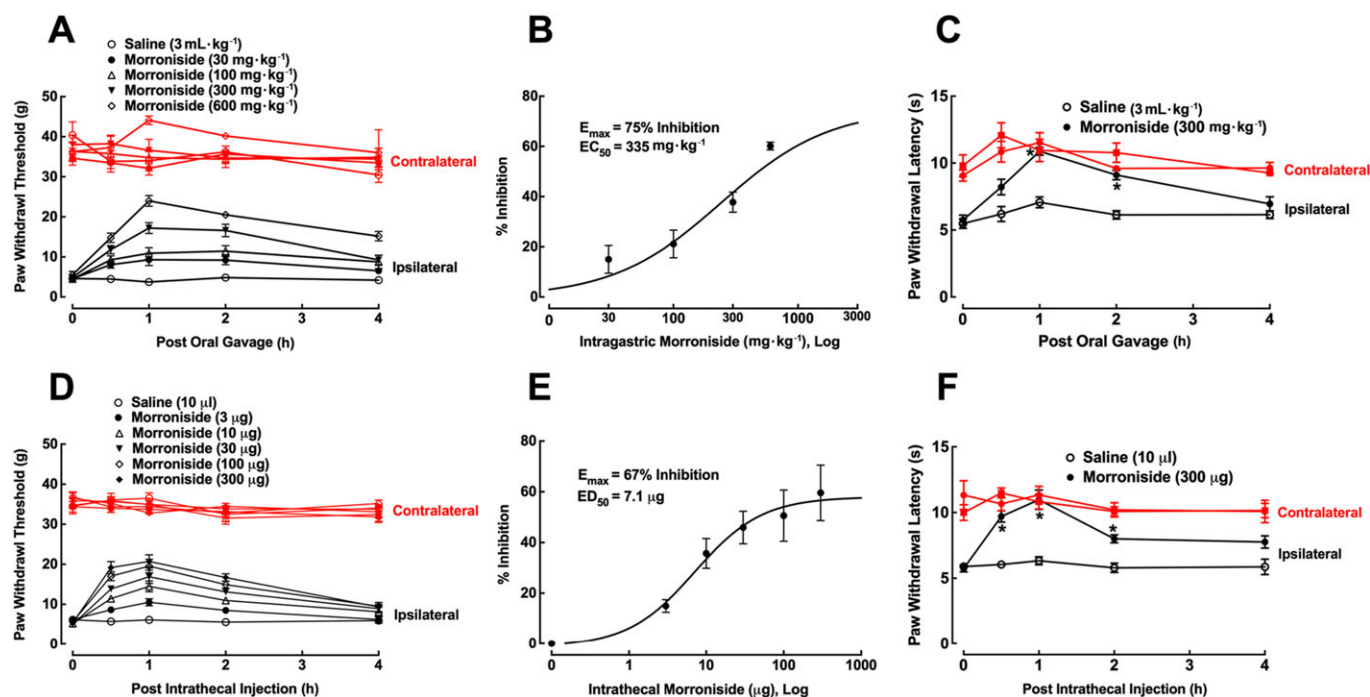 A
Saline (3 mL·kg⁻¹)
Morroniside (30 mg·kg⁻¹)
Morroniside (100 mg·kg⁻¹)
Morroniside (300 mg·kg⁻¹)
Morroniside (600 mg·kg⁻¹)
Paw Withdrawl Threshold (g)
50
40
30
20
10
0
Contralateral
Ipsilateral
0 1 2 4
Post Oral Gavage (h)
B
% Inhibition
80
60
40
20
0
Eₘₐₓ = 75% Inhibition
EC₅₀ = 335 mg·kg⁻¹
0 30 100 300 1000 3000
Intragastric Morroniside (mg·kg⁻¹), Log
C
Saline (3 mL·kg⁻¹)
Morroniside (300 mg·kg⁻¹)
Paw Withdrawal Latency (s)
15
10
5
0
*
*
Contralateral
Ipsilateral
0 1 2 4
Post Oral Gavage (h)
D
Saline (10 µl)
Morroniside (3 µg)
Morroniside (10 µg)
Morroniside (30 µg)
Morroniside (100 µg)
Morroniside (300 µg)
Paw Withdrawl Threshold (g)
50
40
30
20
10
0
Contralateral
Ipsilateral
0 1 2 4
Post Intrathecal Injection (h)
E
% Inhibition
80
60
40
20
0
Eₘₐₓ = 67% Inhibition
ED₅₀ = 7.1 µg
0 1 10 100 1000
Intrathecal Morroniside (µg), Log
F
Saline (10 µl)
Morroniside (300 µg)
Paw Withdrawal Latency (s)
15
10
5
0
*
*
*
Contralateral
Ipsilateral
0 1 2 4
Post Intrathecal Injection (h)